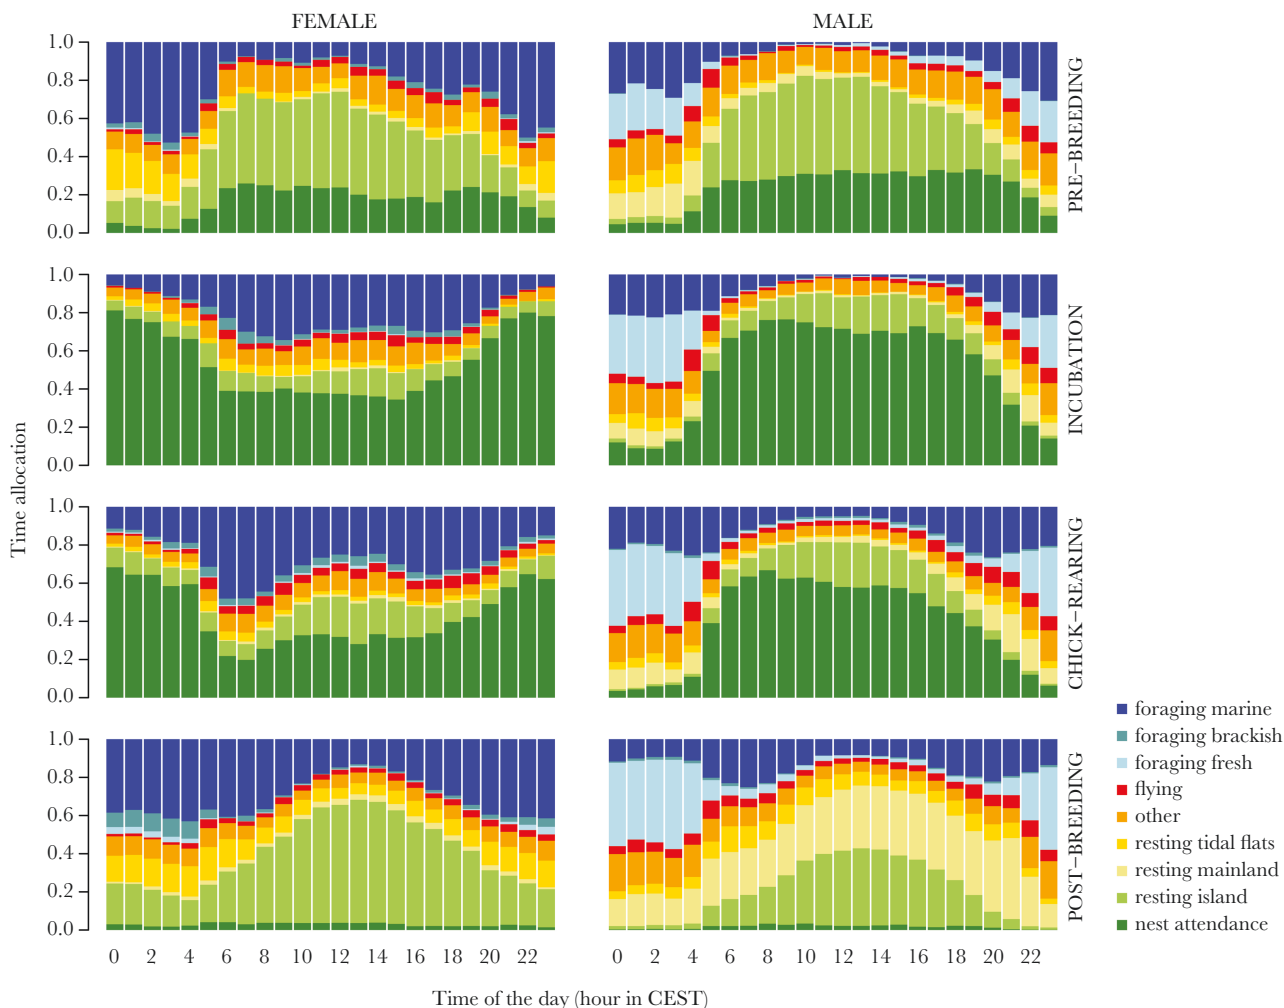 FEMALE
MALE
1.0
0.8
0.6
0.4
0.2
0.0
PRE–BREEDING
1.0
0.8
0.6
0.4
0.2
0.0
INCUBATION
Time allocation
1.0
0.8
0.6
0.4
0.2
0.0
CHICK–REARING
1.0
0.8
0.6
0.4
0.2
0.0
POST–BREEDING
foraging marine
foraging brackish
foraging fresh
flying
other
resting tidal flats
resting mainland
resting island
nest attendance
0 2 4 6 8 10 12 14 16 18 20 22
0 2 4 6 8 10 12 14 16 18 20 22
Time of the day (hour in CEST)